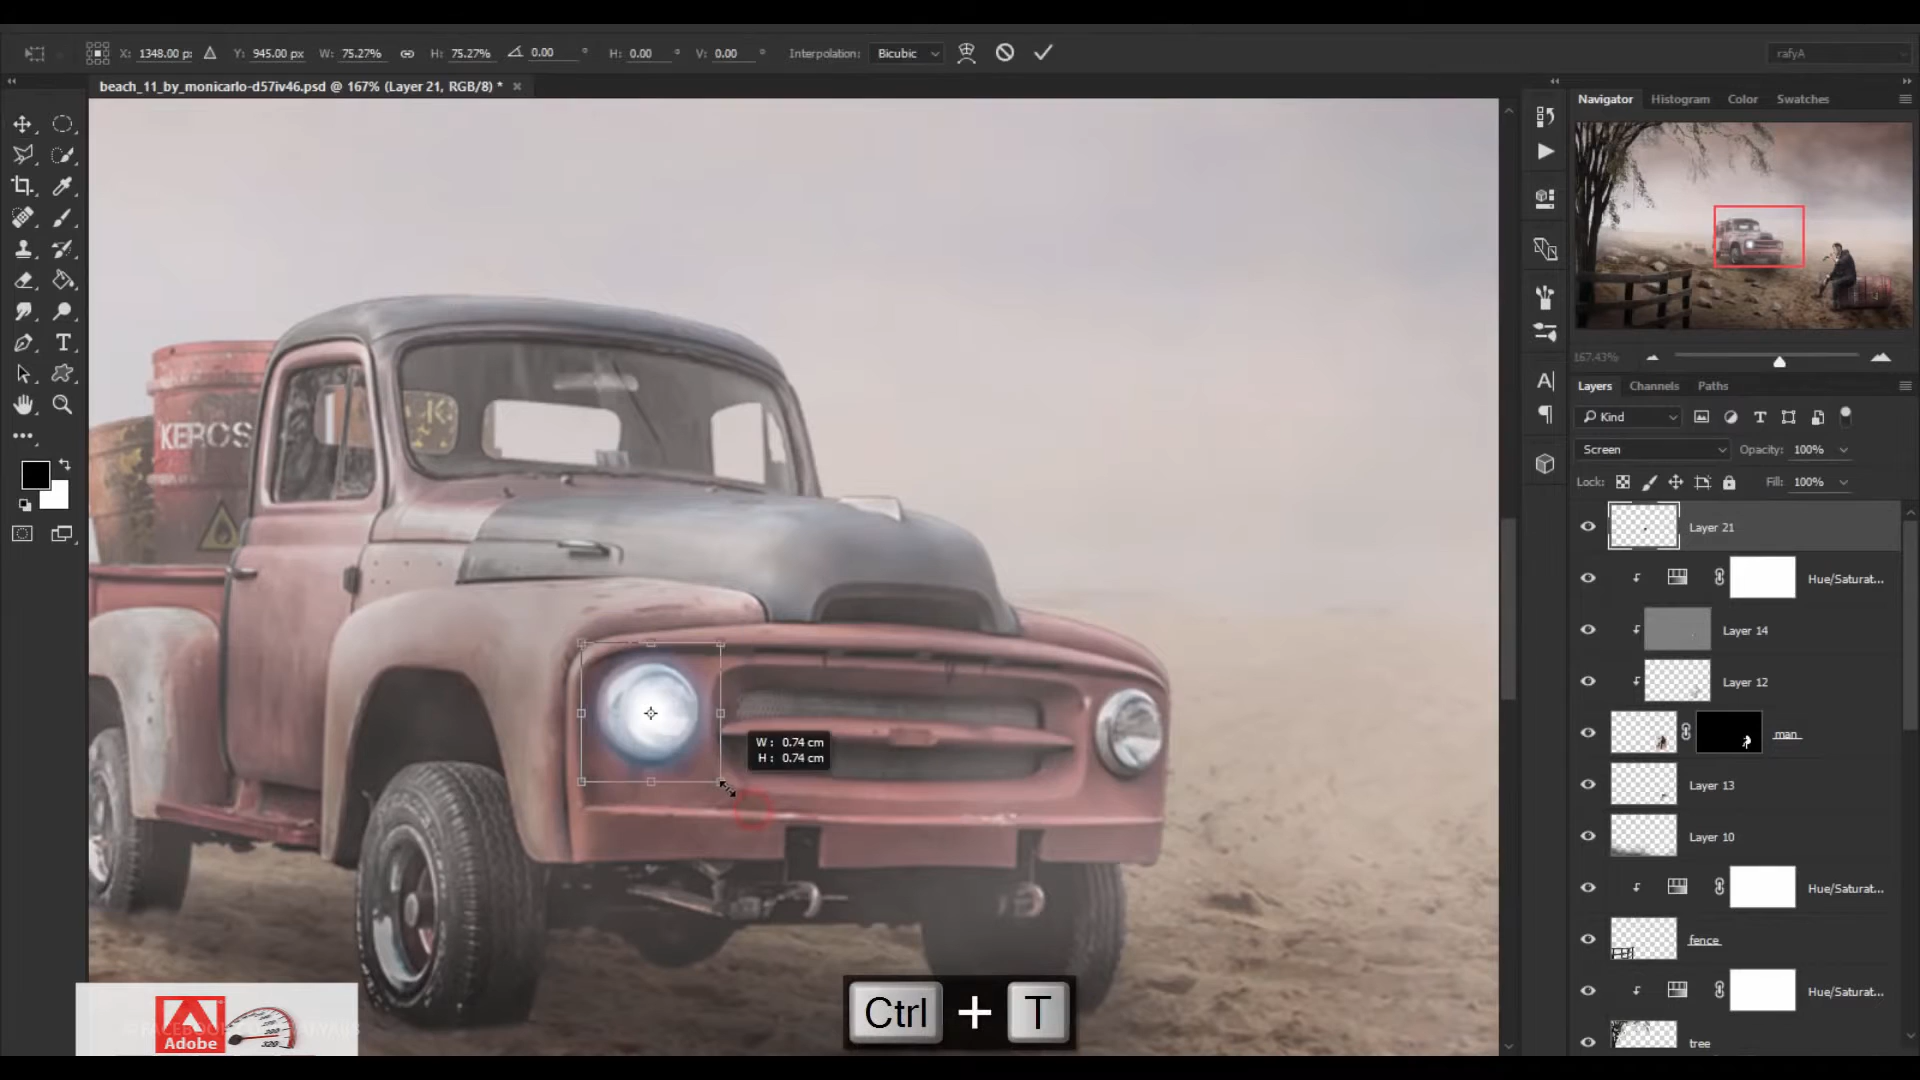 X: 1348.00 p: Y: 945.00 px W: 75.27% H: 75.27% 0.00 ° H: 0.00 ° V: 0.00 ° Interpolation: Bicubic rafyA
beach_11_by_monicarlo-d57iv46.psd @ 167% (Layer 21, RGB/8) * ×
Navigator Histogram Color Swatches
167.43%
Layers Channels Paths
Kind
Screen Opacity: 100%
Lock: Fill: 100%
Layer 21
Hue/Saturat...
Layer 14
Layer 12
man
Layer 13
Layer 10
Hue/Saturat...
fence
Hue/Saturat...
tree
KEROS
W: 0.74 cm
H: 0.74 cm
Ctrl + T
Adobe